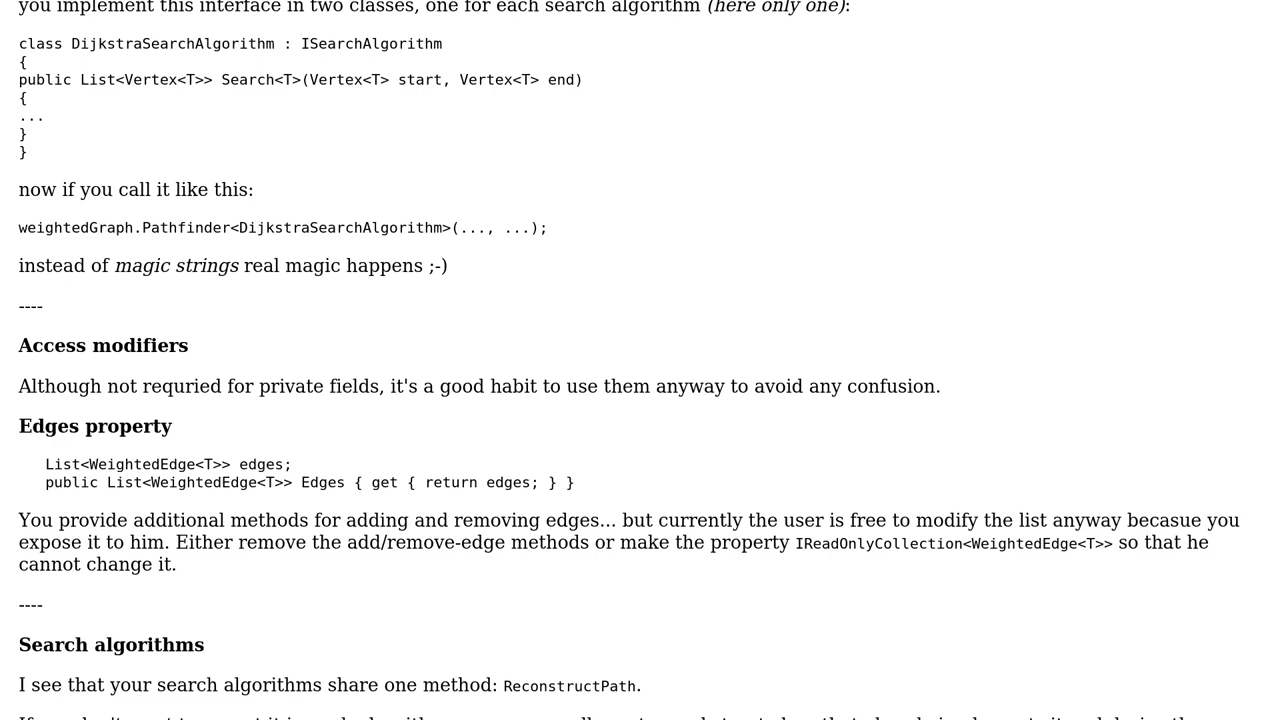 you implement this interface in two classes, one for each search algorithm (here only one):
class DijkstraSearchAlgorithm : ISearchAlgorithm
{
public List<Vertex<T>> Search<T>(Vertex<T> start, Vertex<T> end)
{
...
}
}
now if you call it like this:
weightedGraph.Pathfinder<DijkstraSearchAlgorithm>(..., ...);
instead of magic strings real magic happens ;-)
----
Access modifiers
Although not requried for private fields, it's a good habit to use them anyway to avoid any confusion.
Edges property
List<WeightedEdge<T>> edges;
public List<WeightedEdge<T>> Edges { get { return edges; } }
You provide additional methods for adding and removing edges... but currently the user is free to modify the list anyway becasue you
expose it to him. Either remove the add/remove-edge methods or make the property IReadOnlyCollection<WeightedEdge<T>> so that he
cannot change it.
----
Search algorithms
I see that your search algorithms share one method: ReconstructPath.